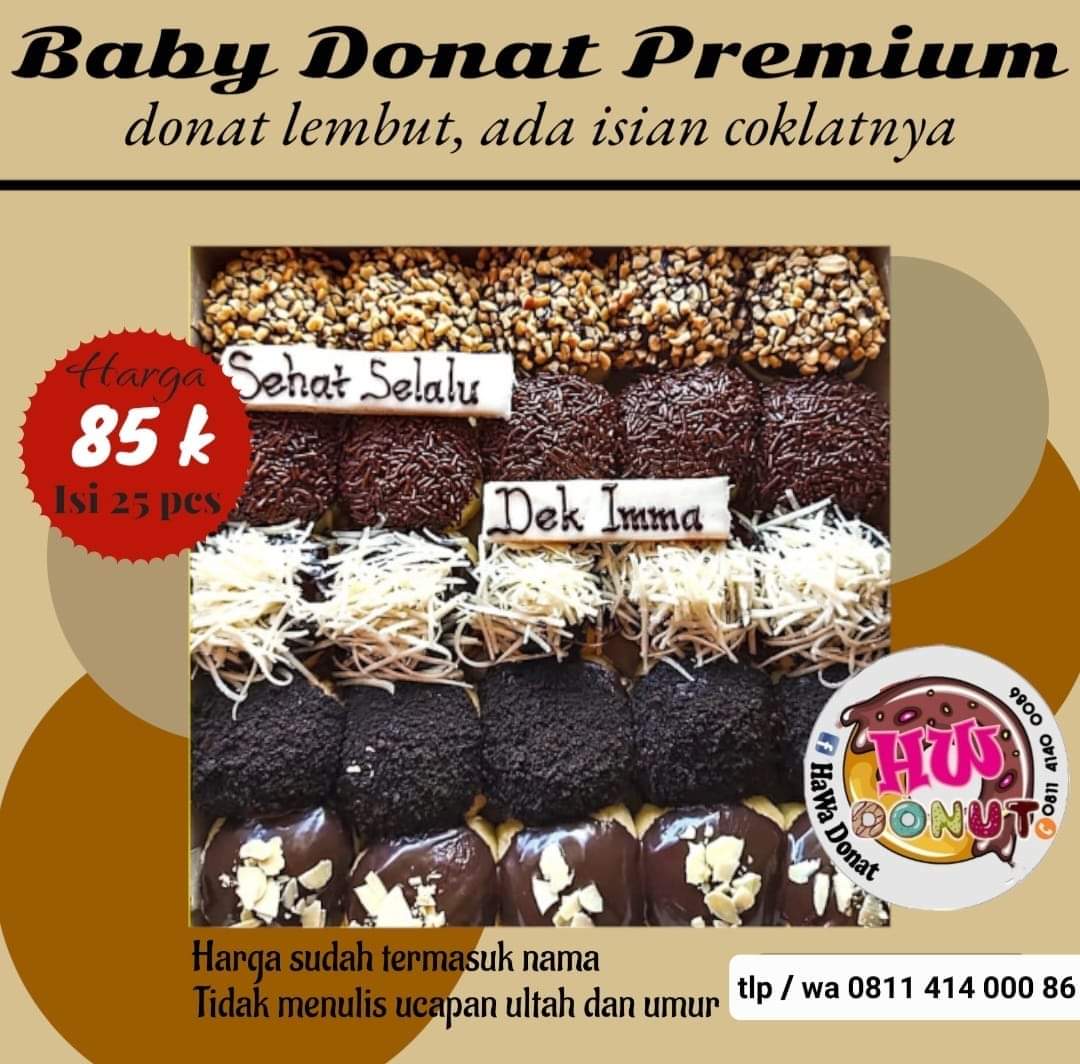 Baby Donat Premium
donat lembut, ada isian coklatnya
Harga
85 k
Isi 25 pcs
Sehat Selalu
Dek Imma
HW
DONUT
HaWa Donat
0811 4140 0086
Harga sudah termasuk nama
Tidak menulis ucapan ultah dan umur
tlp / wa 0811 414 000 86